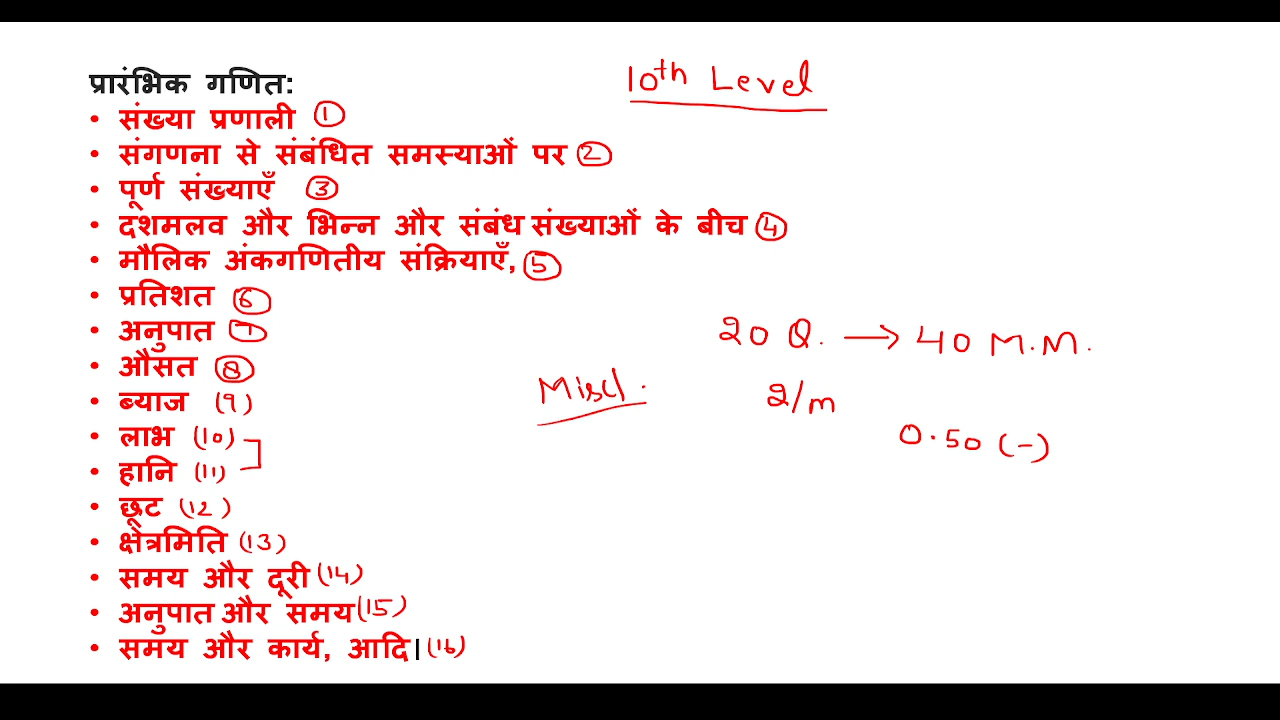 प्रारंभिक गणित:
10th Level
• संख्या प्रणाली (1)
• संगणना से संबंधित समस्याओं पर (2)
• पूर्ण संख्याएँ (3)
• दशमलव और भिन्न और संबंध संख्याओं के बीच (4)
• मौलिक अंकगणितीय संक्रियाएँ, (5)
• प्रतिशत (6)
• अनुपात (7)
20 Q. → 40 M.M.
• औसत (8)
Miscl.
2/m
• ब्याज (9)
• लाभ (10)
0.50 (-)
• हानि (11)
• छूट (12)
• क्षेत्रमिति (13)
• समय और दूरी (14)
• अनुपात और समय (15)
• समय और कार्य, आदि| (16)